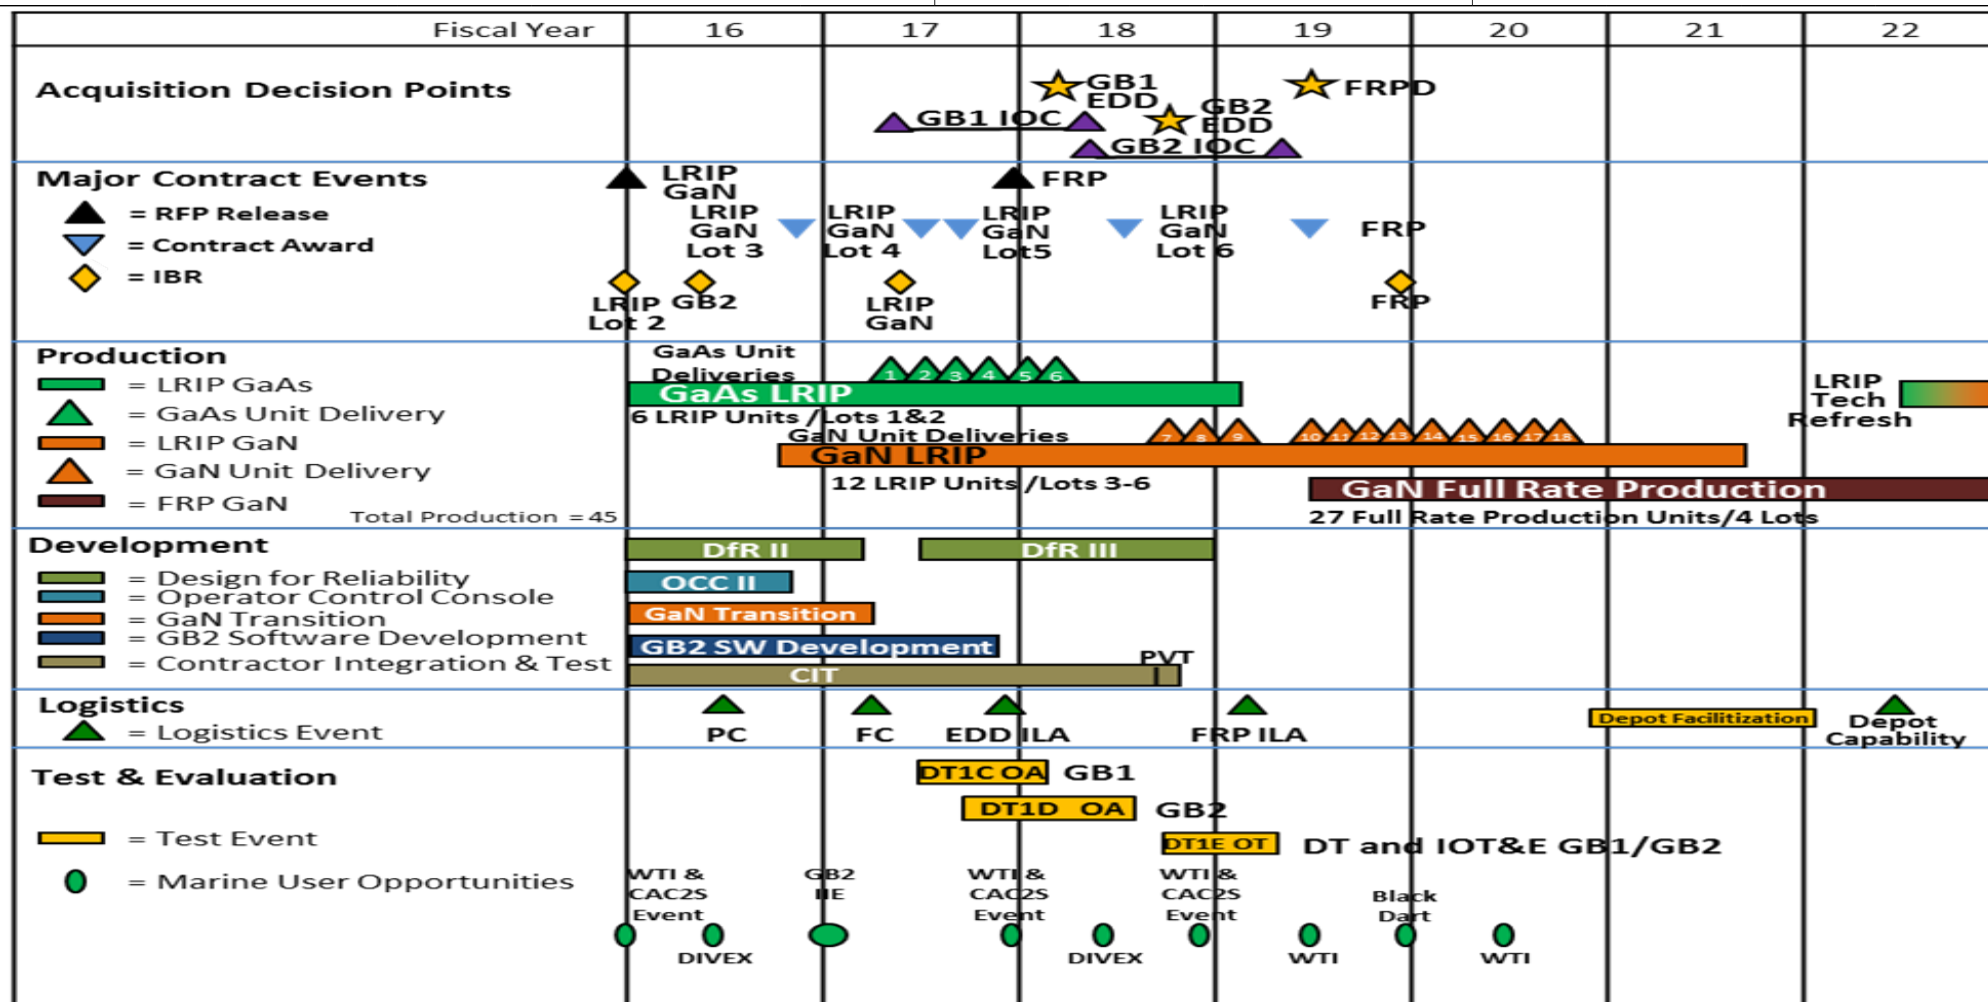 Fiscal Year 16 17 18 19 20 21 22
Acquisition Decision Points
GB1
EDD
FRPD
GB2
EDD
GB1 IOC
GB2 IOC
Major Contract Events
LRIP
GaN
FRP
= RFP Release
LRIP
GaN
Lot 3
LRIP
GaN
Lot 4
LRIP
GaN
Lot5
LRIP
GaN
Lot 6
FRP
= Contract Award
= IBR
LRIP
Lot 2
GB2
LRIP
GaN
FRP
Production
GaAs Unit
Deliveries
1 2 3 4 5 6
= LRIP GaAs
GaAs LRIP
LRIP
Tech
Refresh
= GaAs Unit Delivery
6 LRIP Units /Lots 1&2
GaN Unit Deliveries
7 8 9 10 11 12 13 14 15 16 17 18
= LRIP GaN
GaN LRIP
= GaN Unit Delivery
12 LRIP Units /Lots 3-6
= FRP GaN
GaN Full Rate Production
Total Production = 45
27 Full Rate Production Units/4 Lots
Development
DfR II
DfR III
= Design for Reliability
OCC II
= Operator Control Console
GaN Transition
= GaN Transition
= GB2 Software Development
GB2 SW Development
PVT
= Contractor Integration & Test
CIT
Logistics
= Logistics Event
PC
FC
EDD ILA
FRP ILA
Depot Facilitization
Depot
Capability
Test & Evaluation
DT1C OA GB1
DT1D OA GB2
= Test Event
DT1E OT DT and IOT&E GB1/GB2
= Marine User Opportunities
WTI &
CAC2S
Event
GB2
IIE
WTI &
CAC2S
Event
WTI &
CAC2S
Event
Black
Dart
DIVEX
DIVEX
WTI
WTI